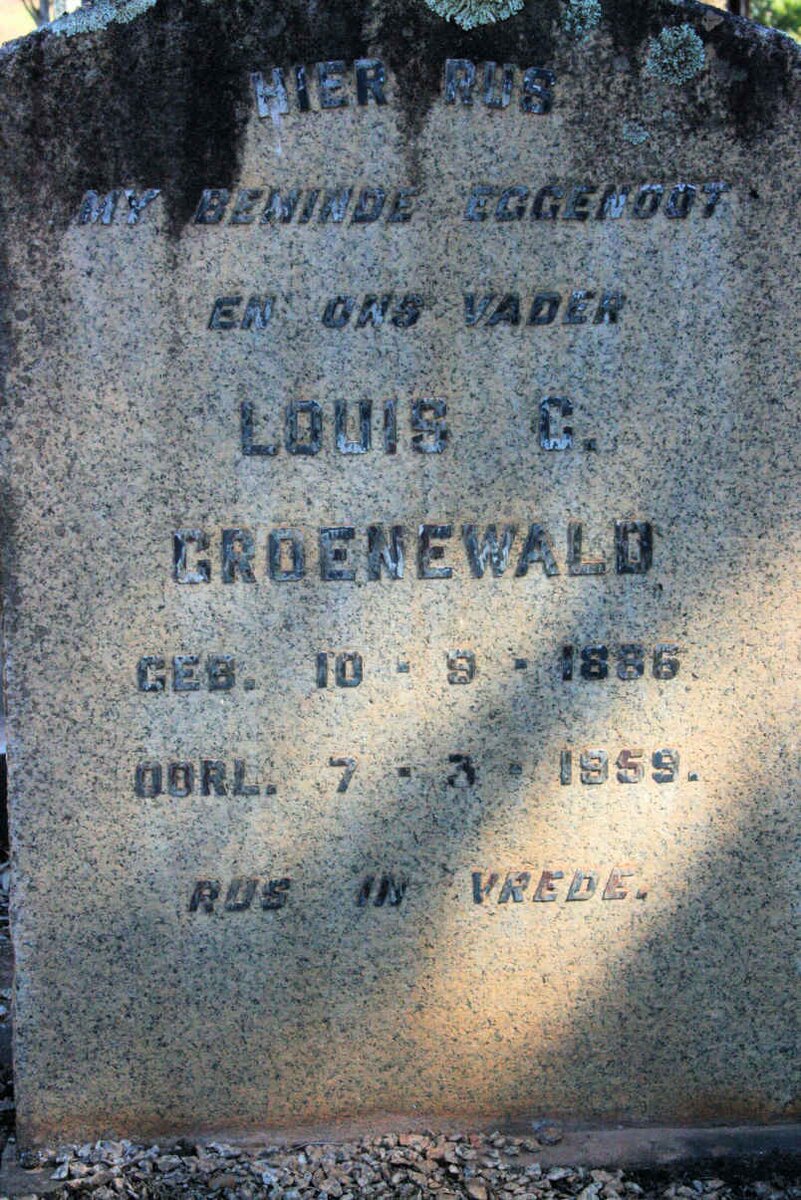 HIER RUS
MY BEMINDE EGGENOOT
EN ONS VADER
LOUIS C.
GROENEWALD
GEB. 10 - 9 - 1886
OORL. 7 - 3 - 1959.
RUS IN VREDE.